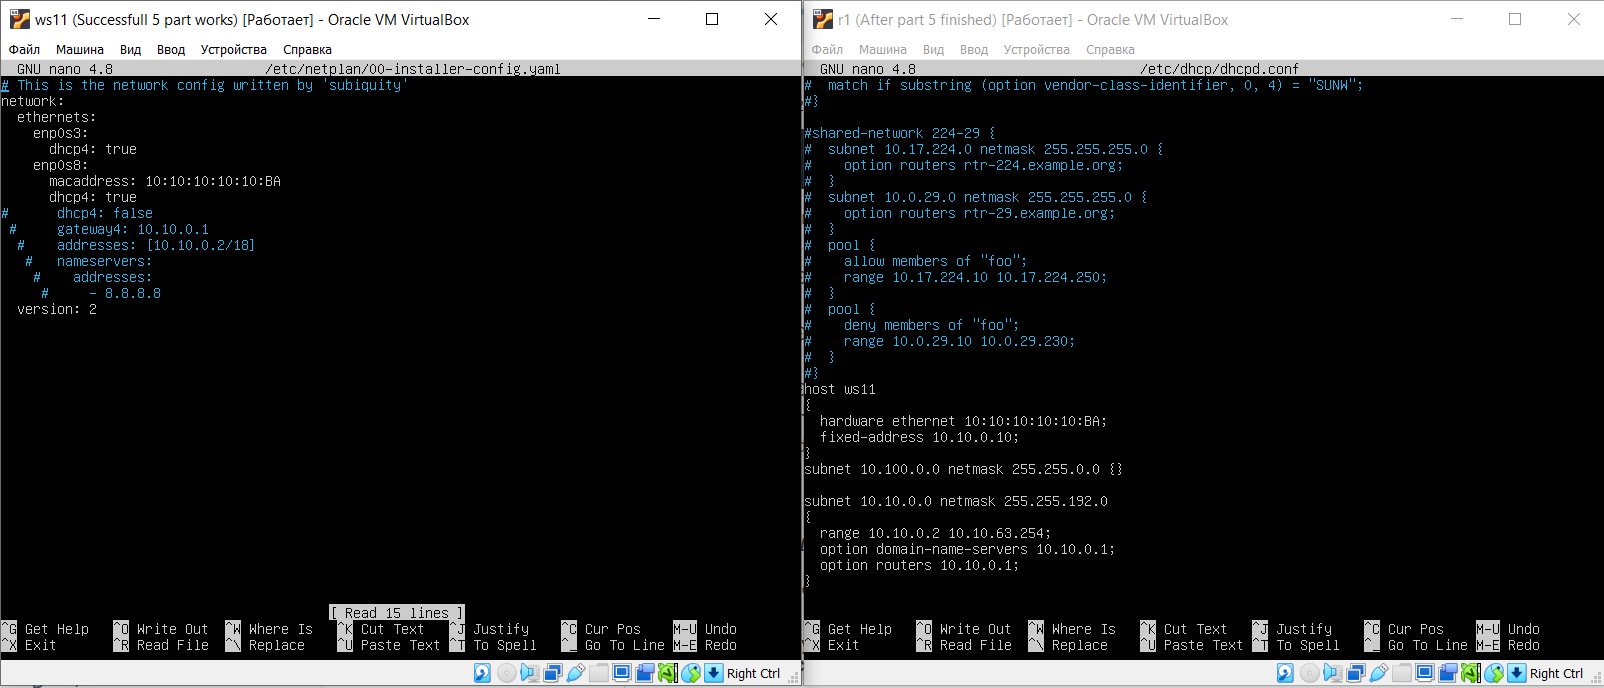 ws11 (Successfull 5 part works) [Работает] - Oracle VM VirtualBox
Файл Машина Вид Ввод Устройства Справка
GNU nano 4.8 /etc/netplan/00-installer-config.yaml
# This is the network config written by 'subiquity'
network:
  ethernets:
    enp0s3:
      dhcp4: true
    enp0s8:
      macaddress: 10:10:10:10:10:BA
      dhcp4: true
#      dhcp4: false
 #     gateway4: 10.10.0.1
  #    addresses: [10.10.0.2/18]
   #   nameservers:
    #    addresses:
     #     - 8.8.8.8
  version: 2
[ Read 15 lines ]
^G Get Help ^O Write Out ^W Where Is ^K Cut Text ^J Justify ^C Cur Pos M-U Undo
^X Exit ^R Read File ^\ Replace ^U Paste Text ^T To Spell ^_ Go To Line M-E Redo
Right Ctrl
r1 (After part 5 finished) [Работает] - Oracle VM VirtualBox
Файл Машина Вид Ввод Устройства Справка
GNU nano 4.8 /etc/dhcp/dhcpd.conf
#  match if substring (option vendor-class-identifier, 0, 4) = "SUNW";
#}
#shared-network 224-29 {
#  subnet 10.17.224.0 netmask 255.255.255.0 {
#    option routers rtr-224.example.org;
#  }
#  subnet 10.0.29.0 netmask 255.255.255.0 {
#    option routers rtr-29.example.org;
#  }
#  pool {
#    allow members of "foo";
#    range 10.17.224.10 10.17.224.250;
#  }
#  pool {
#    deny members of "foo";
#    range 10.0.29.10 10.0.29.230;
#  }
#}
host ws11
{
  hardware ethernet 10:10:10:10:10:BA;
  fixed-address 10.10.0.10;
}
subnet 10.100.0.0 netmask 255.255.0.0 {}
subnet 10.10.0.0 netmask 255.255.192.0
{
  range 10.10.0.2 10.10.63.254;
  option domain-name-servers 10.10.0.1;
  option routers 10.10.0.1;
}
^G Get Help ^O Write Out ^W Where Is ^K Cut Text ^J Justify ^C Cur Pos M-U Undo
^X Exit ^R Read File ^\ Replace ^U Paste Text ^T To Spell ^_ Go To Line M-E Redo
Right Ctrl